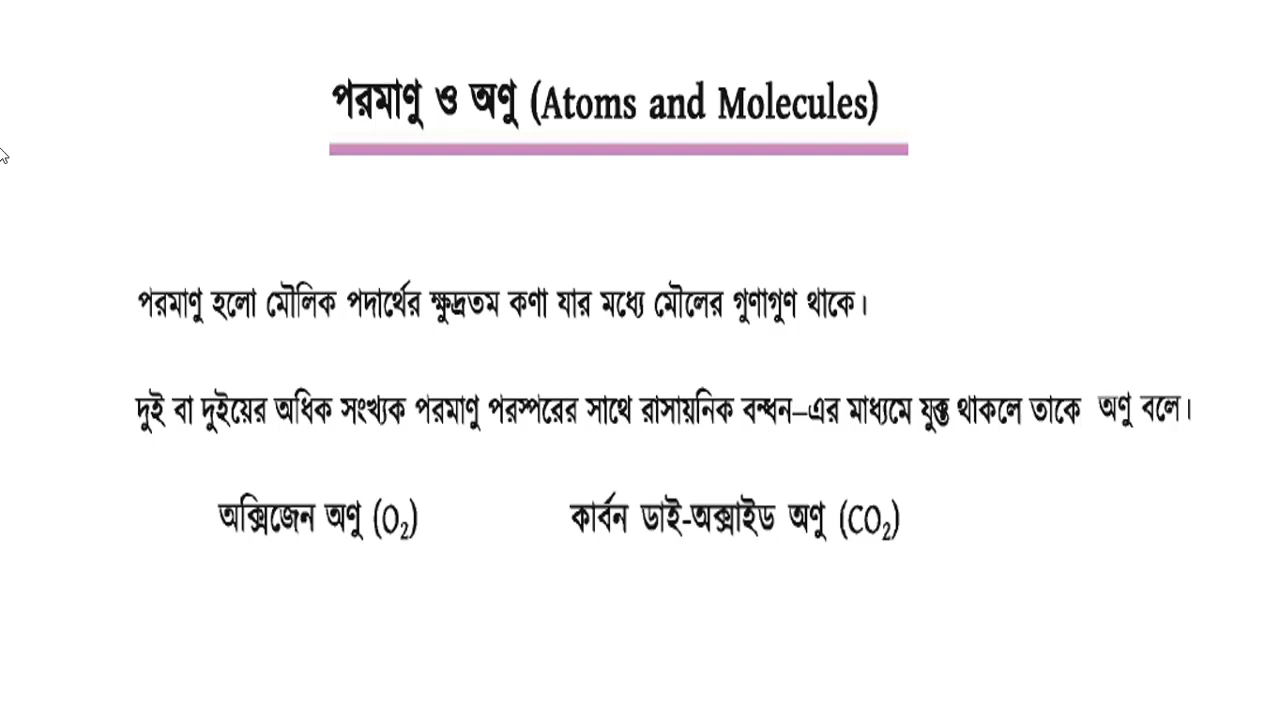 পরমাণু ও অণু (Atoms and Molecules)
পরমাণু হলো মৌলিক পদার্থের ক্ষুদ্রতম কণা যার মধ্যে মৌলের গুণাগুণ থাকে।
দুই বা দুইয়ের অধিক সংখ্যক পরমাণু পরস্পরের সাথে রাসায়নিক বন্ধন–এর মাধ্যমে যুক্ত থাকলে তাকে অণু বলে।
অক্সিজেন অণু (O₂) কার্বন ডাই-অক্সাইড অণু (CO₂)